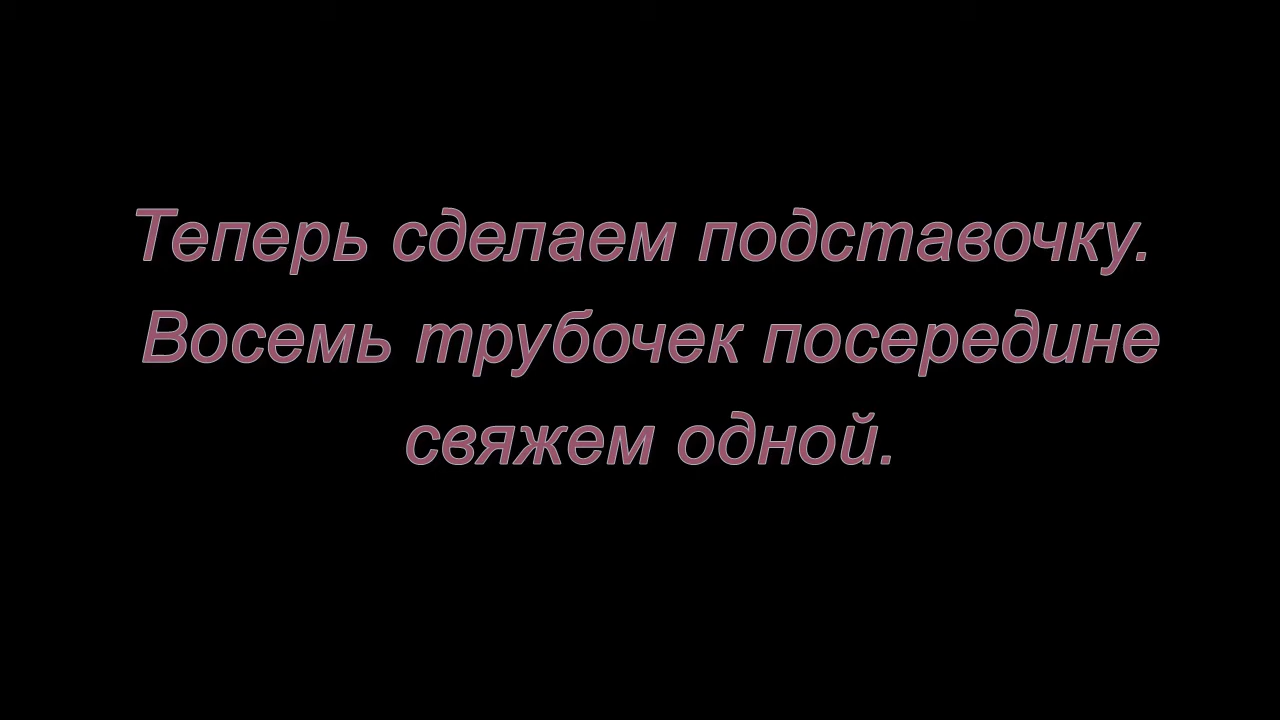 Теперь сделаем подставочку.
Восемь трубочек посередине
свяжем одной.